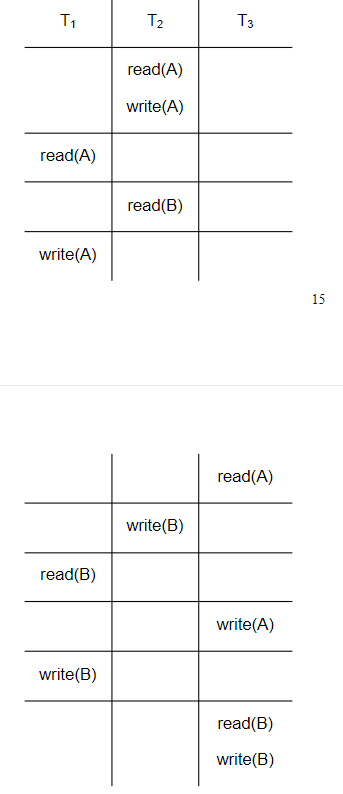 T₁ T₂ T₃
read(A)
write(A)
read(A)
read(B)
write(A)
15
read(A)
write(B)
read(B)
write(A)
write(B)
read(B)
write(B)